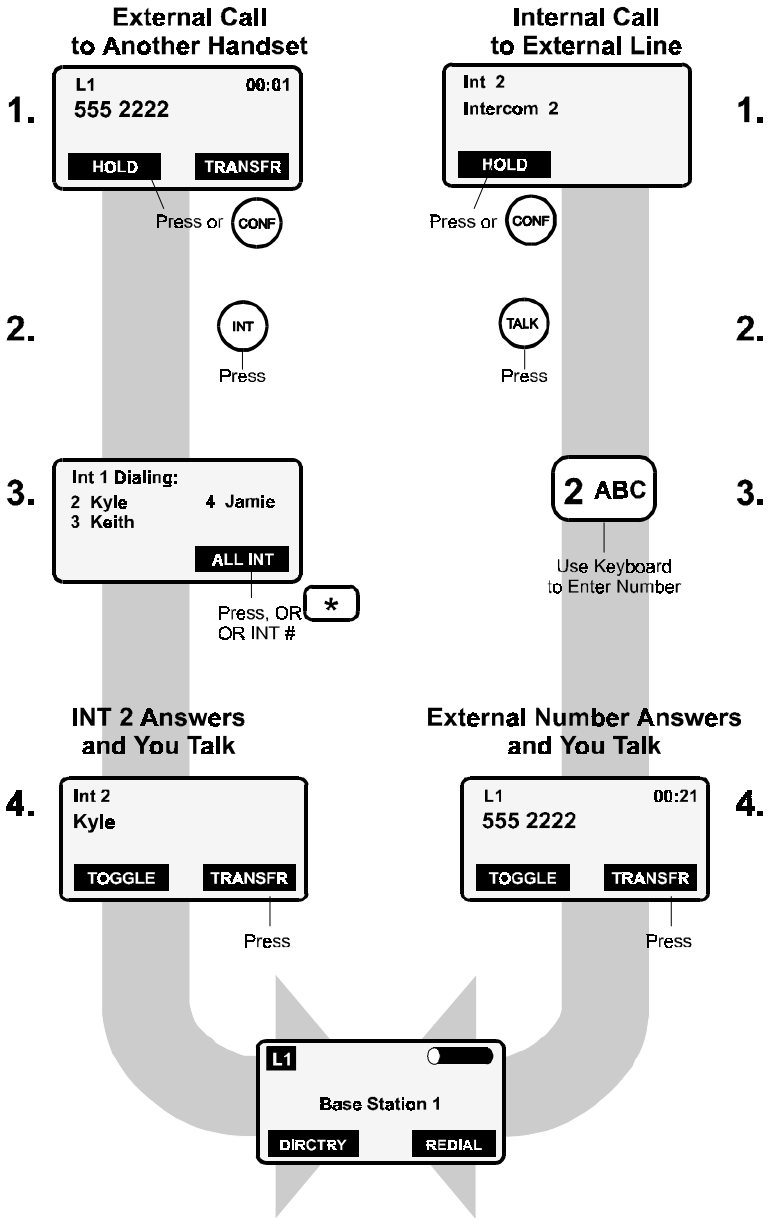 External Call
to Another Handset
1.
L1 00:01
555 2222
HOLD TRANSFR
Press or CONF
2.
INT
Press
3.
Int 1 Dialing:
2 Kyle 4 Jamie
3 Keith
ALL INT
Press, OR *
OR INT #
INT 2 Answers
and You Talk
4.
Int 2
Kyle
TOGGLE TRANSFR
Press
Internal Call
to External Line
1.
Int 2
Intercom 2
HOLD
Press or CONF
2.
TALK
Press
3.
2 ABC
Use Keyboard
to Enter Number
External Number Answers
and You Talk
4.
L1 00:21
555 2222
TOGGLE TRANSFR
Press
L1
Base Station 1
DIRCTRY REDIAL